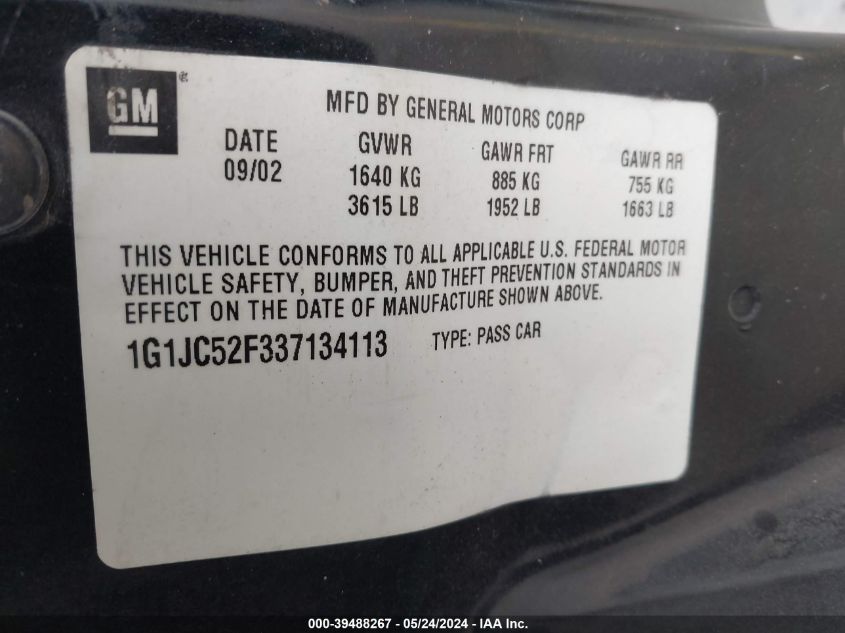 GM®
MFD BY GENERAL MOTORS CORP
DATE GVWR GAWR FRT GAWR RR
09/02 1640 KG 885 KG 755 KG
3615 LB 1952 LB 1663 LB
THIS VEHICLE CONFORMS TO ALL APPLICABLE U.S. FEDERAL MOTOR
VEHICLE SAFETY, BUMPER, AND THEFT PREVENTION STANDARDS IN
EFFECT ON THE DATE OF MANUFACTURE SHOWN ABOVE.
1G1JC52F337134113 TYPE: PASS CAR
000-39488267 - 05/24/2024 - IAA Inc.